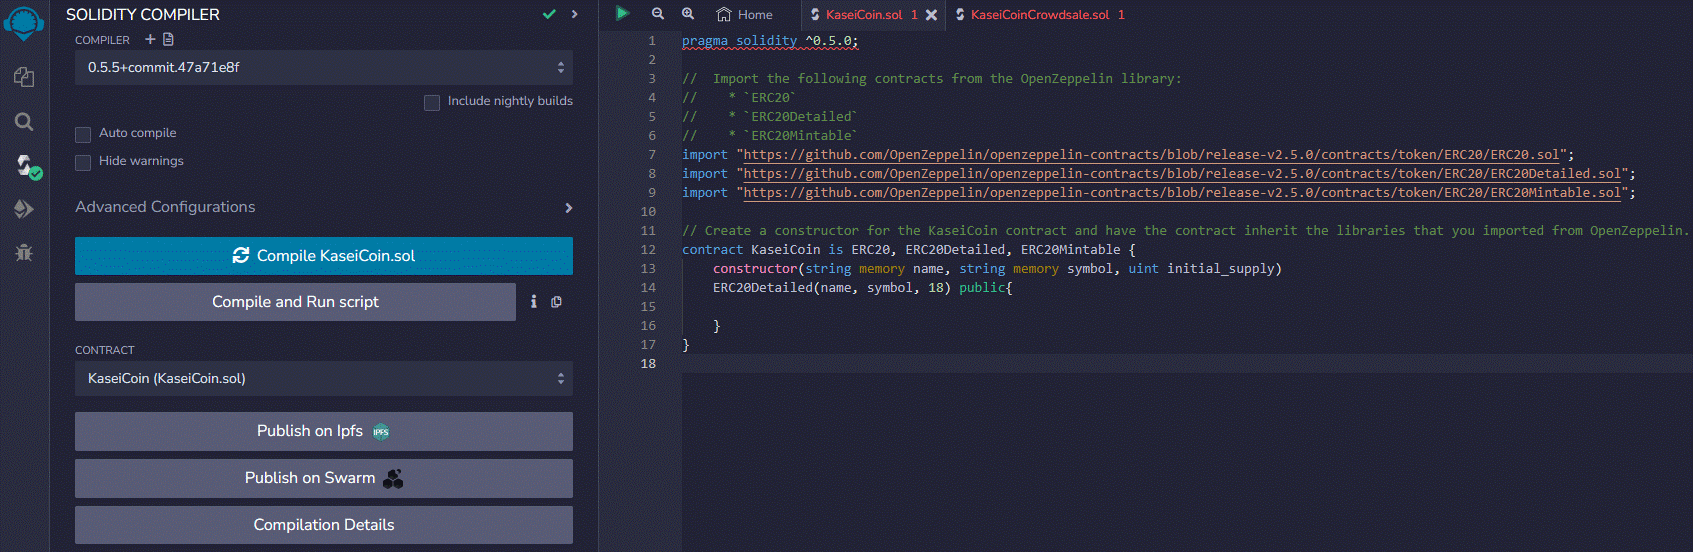 SOLIDITY COMPILER
COMPILER +
0.5.5+commit.47a71e8f
Include nightly builds
Auto compile
Hide warnings
Advanced Configurations
Compile KaseiCoin.sol
Compile and Run script
CONTRACT
KaseiCoin (KaseiCoin.sol)
Publish on Ipfs IPFS
Publish on Swarm
Compilation Details
Home KaseiCoin.sol 1 KaseiCoinCrowdsale.sol 1
1 pragma solidity ^0.5.0;
2
3 //  Import the following contracts from the OpenZeppelin library:
4 //    * `ERC20`
5 //    * `ERC20Detailed`
6 //    * `ERC20Mintable`
7 import "https://github.com/OpenZeppelin/openzeppelin-contracts/blob/release-v2.5.0/contracts/token/ERC20/ERC20.sol";
8 import "https://github.com/OpenZeppelin/openzeppelin-contracts/blob/release-v2.5.0/contracts/token/ERC20/ERC20Detailed.sol";
9 import "https://github.com/OpenZeppelin/openzeppelin-contracts/blob/release-v2.5.0/contracts/token/ERC20/ERC20Mintable.sol";
10
11 // Create a constructor for the KaseiCoin contract and have the contract inherit the libraries that you imported from OpenZeppelin.
12 contract KaseiCoin is ERC20, ERC20Detailed, ERC20Mintable {
13     constructor(string memory name, string memory symbol, uint initial_supply)
14     ERC20Detailed(name, symbol, 18) public{
15
16     }
17 }
18